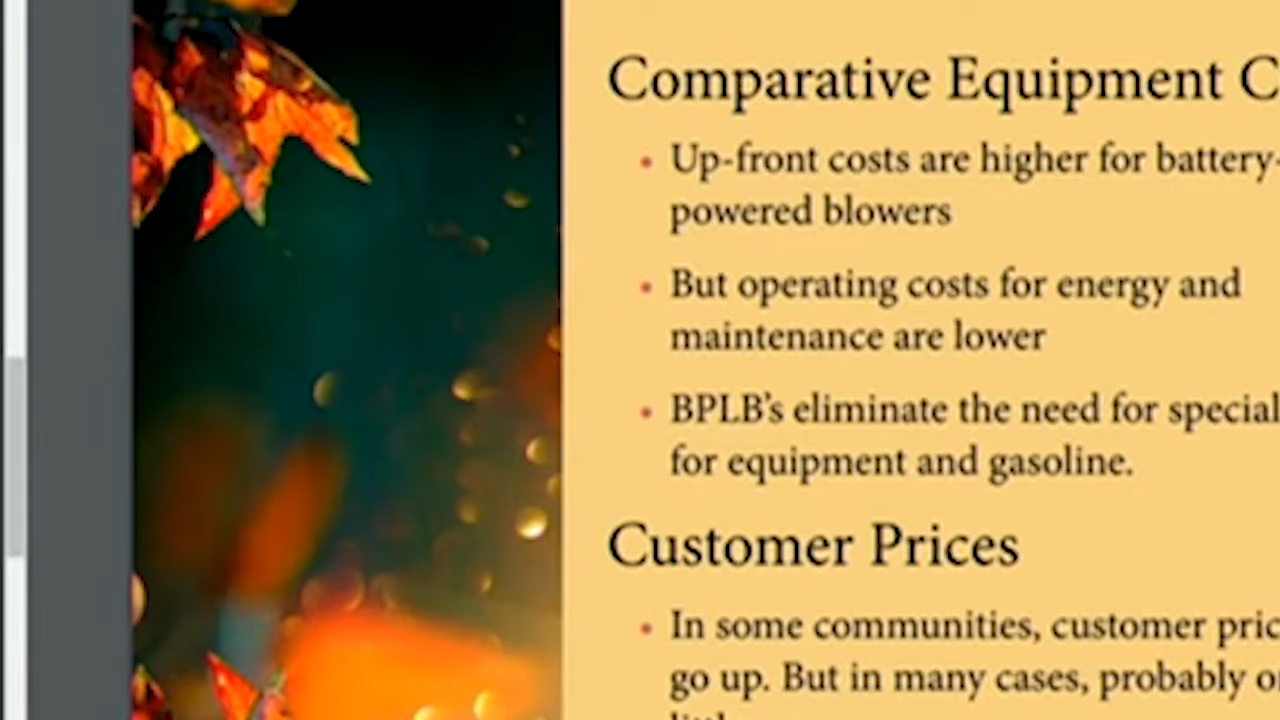 Comparative Equipment C
• Up-front costs are higher for battery-
powered blowers
• But operating costs for energy and
maintenance are lower
• BPLB's eliminate the need for special
for equipment and gasoline.
Customer Prices
• In some communities, customer pric
go up. But in many cases, probably o